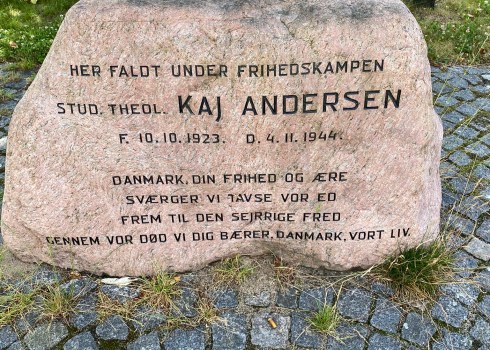 HER FALDT UNDER FRIHEDSKAMPEN
STUD. THEOL. KAJ ANDERSEN
F. 10.10.1923. D. 4.11.1944.
DANMARK, DIN FRIHED OG ÆRE
SVÆRGER VI TAVSE VOR ED
FREM TIL DEN SEJRRIGE FRED
GENNEM VOR DØD VI DIG BÆRER, DANMARK, VORT LIV.